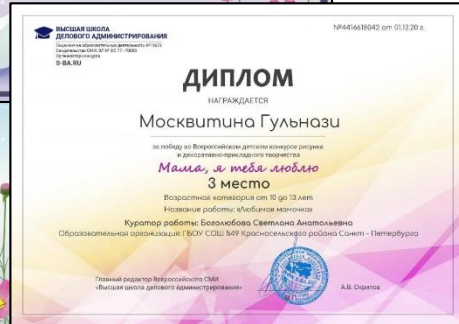 ВЫСШАЯ ШКОЛА
ДЕЛОВОГО АДМИНИСТРИРОВАНИЯ
S-BA.RU
№4416618042 от 01.12.20 г.
ДИПЛОМ
НАГРАЖДАЕТСЯ
Москвитина Гульнази
за победу во Всероссийском детском конкурсе рисунка
и декоративно-прикладного творчества
Мама, я тебя люблю
3 место
Возрастная категория от 10 до 13 лет
Название работы: «Любимая мамочка»
Куратор работы: Боголюбова Светлана Анатольевна
Образовательная организация: ГБОУ СОШ 549 Красносельского района Санкт - Петербурга
Главный редактор Всероссийского СМИ
«Высшая школа делового администрирования»
А.В. Скрипов